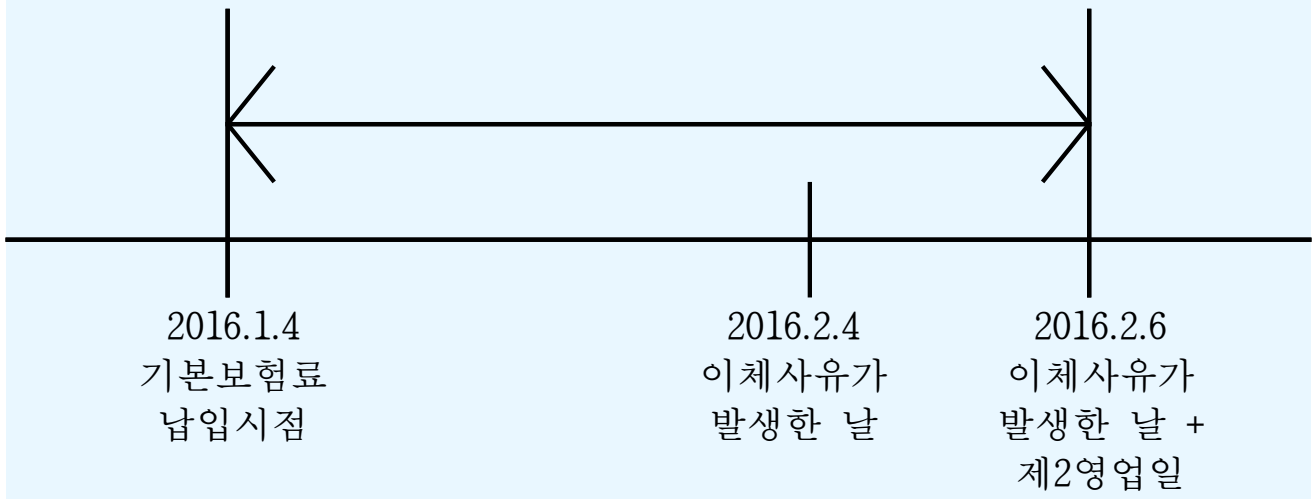 2016.1.4
기본보험료
납입시점
2016.2.4
이체사유가
발생한 날
2016.2.6
이체사유가
발생한 날 +
제2영업일